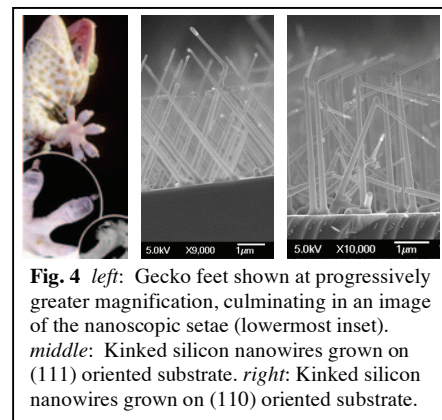 5.0kV X9,000 1µm
5.0kV X10,000 1µm
Fig. 4 left: Gecko feet shown at progressively
greater magnification, culminating in an image
of the nanoscopic setae (lowermost inset).
middle: Kinked silicon nanowires grown on
(111) oriented substrate. right: Kinked silicon
nanowires grown on (110) oriented substrate.